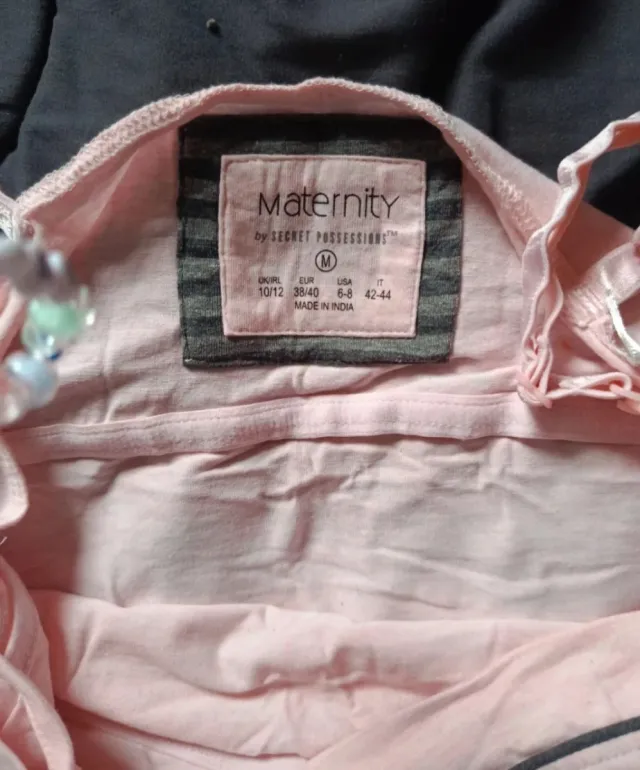 Maternity
by SECRET POSSESSIONS™
M
UK/IRL EUR USA IT
10/12 38/40 6-8 42-44
MADE IN INDIA